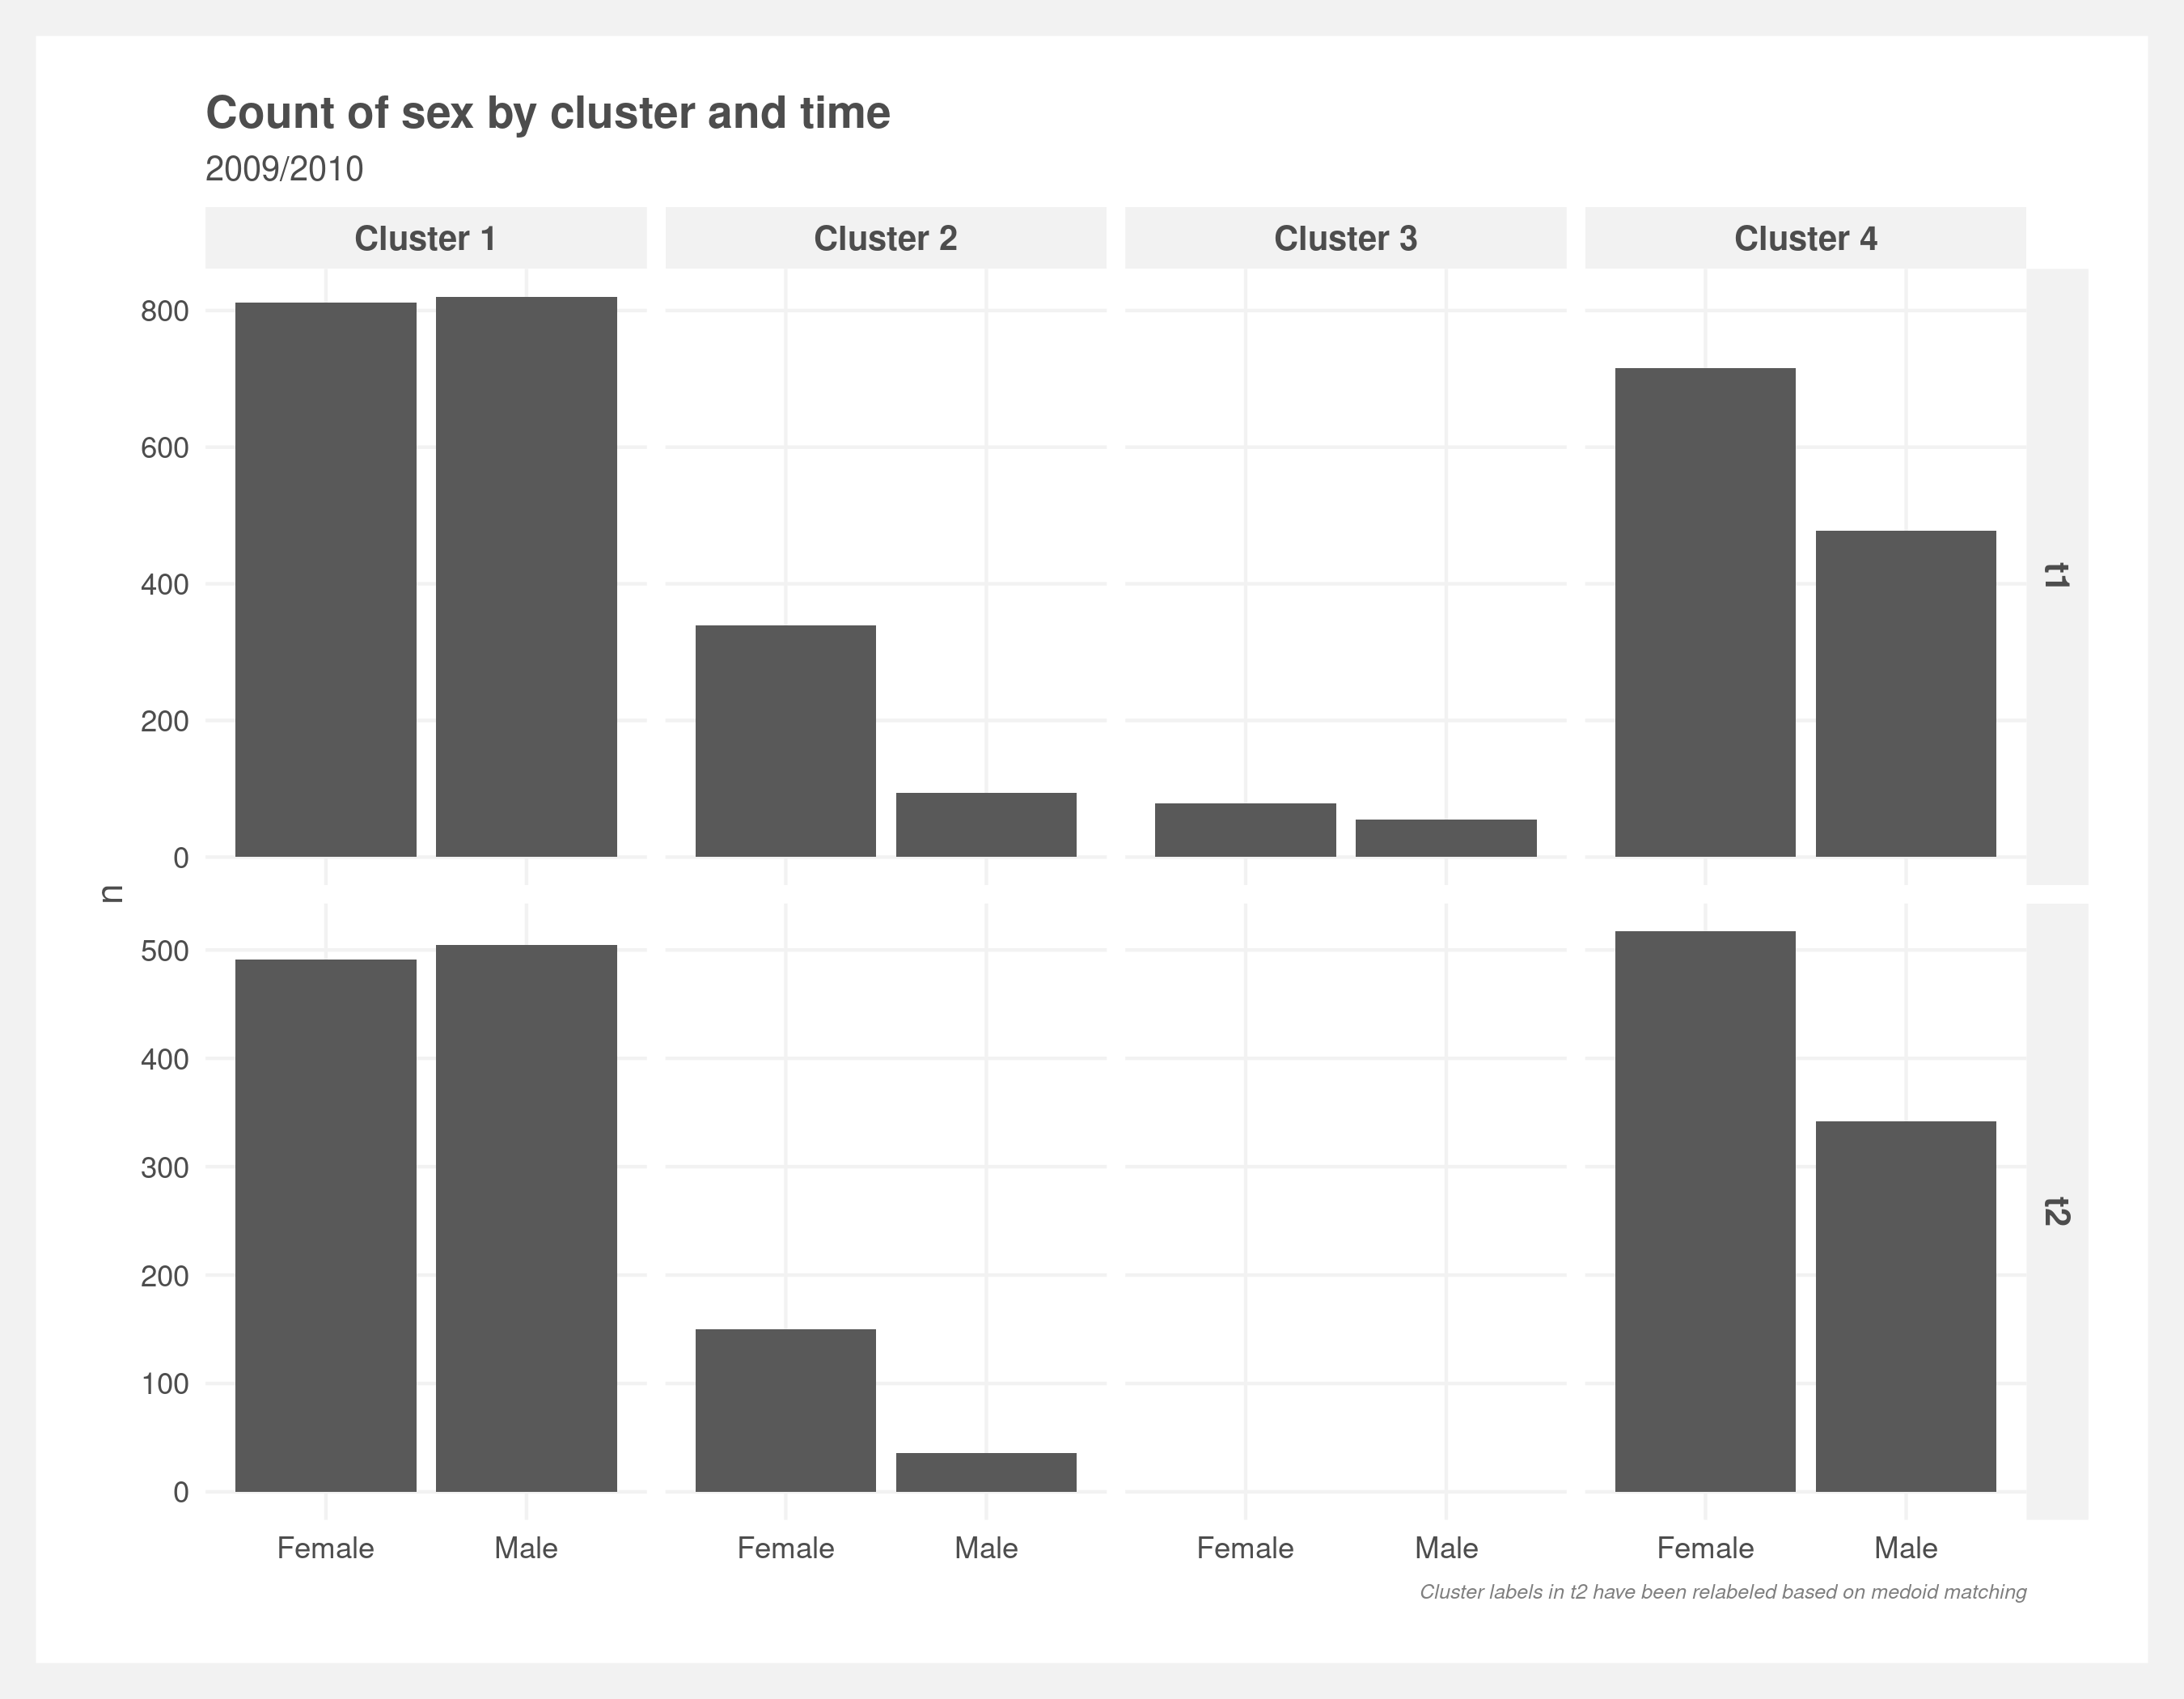 Count of sex by cluster and time
2009/2010
Cluster 1 Cluster 2 Cluster 3 Cluster 4
800
600
400
200
0
t1
n
500
400
300
200
100
0
t2
Female Male Female Male Female Male Female Male
Cluster labels in t2 have been relabeled based on medoid matching